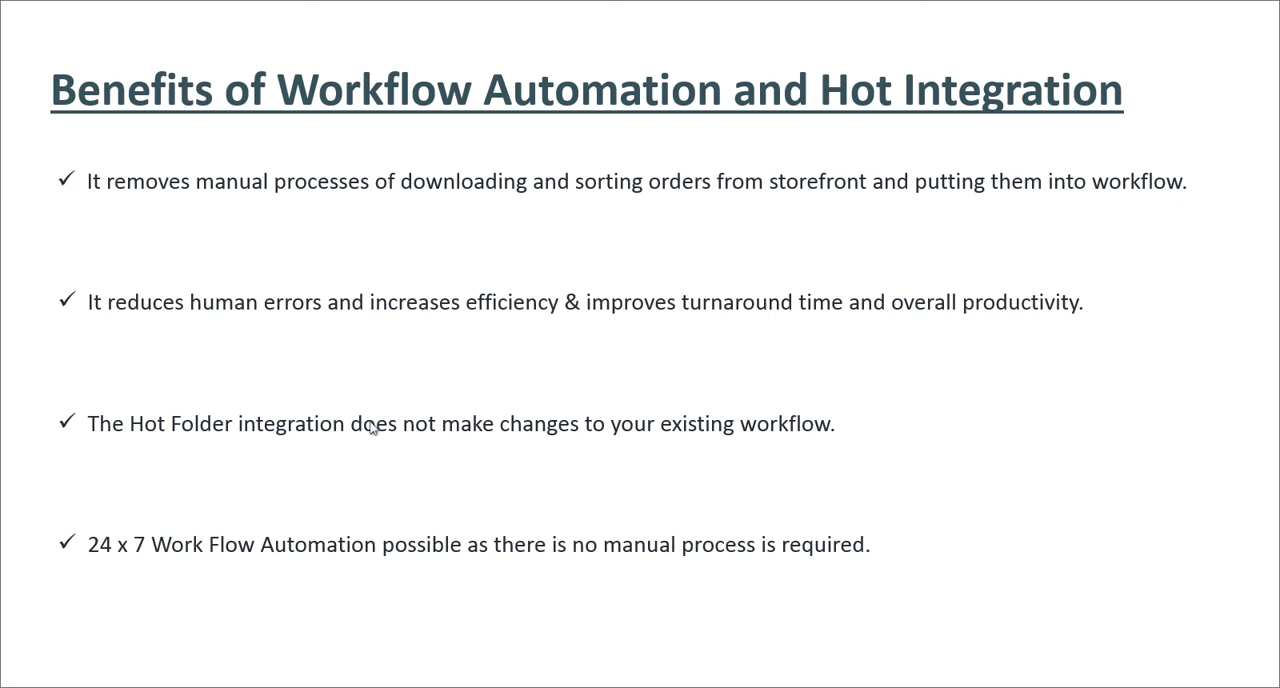 Benefits of Workflow Automation and Hot Integration
✓ It removes manual processes of downloading and sorting orders from storefront and putting them into workflow.
✓ It reduces human errors and increases efficiency & improves turnaround time and overall productivity.
✓ The Hot Folder integration does not make changes to your existing workflow.
✓ 24 x 7 Work Flow Automation possible as there is no manual process is required.